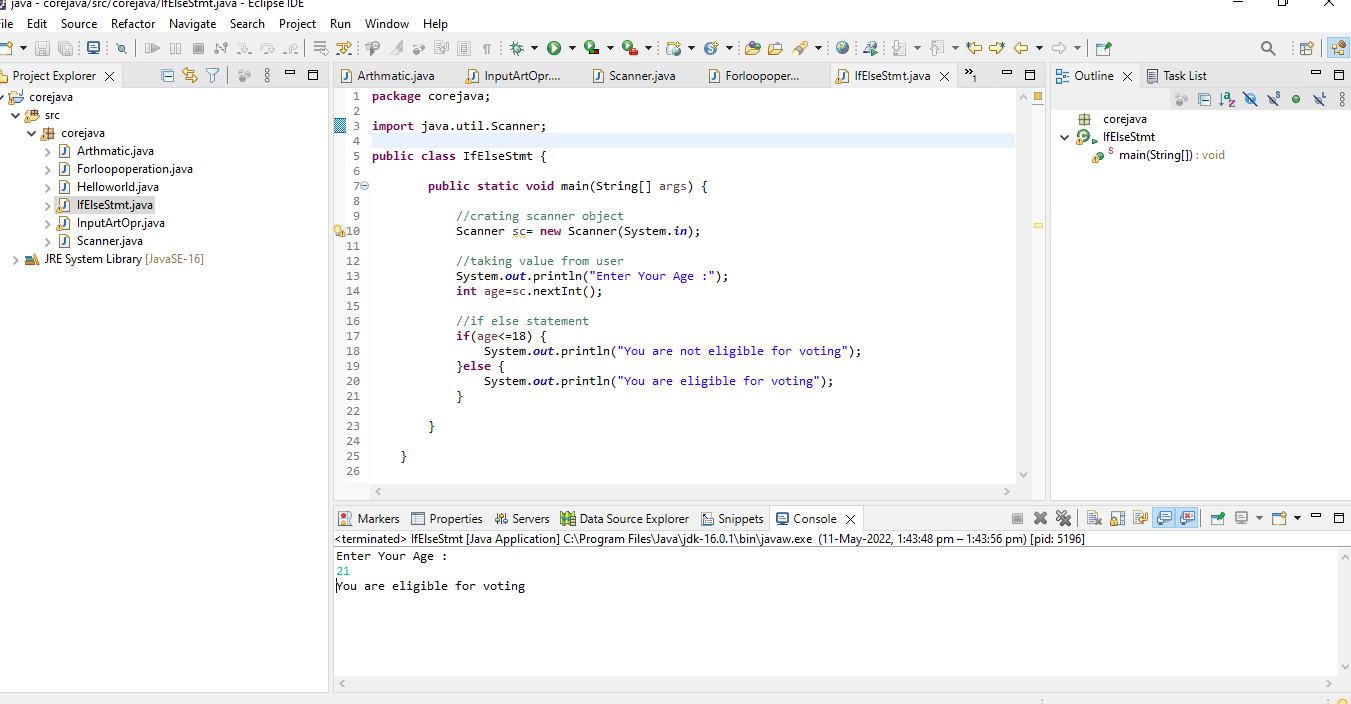 java - corejava/src/corejava/IfElseStmt.java - Eclipse IDE
File Edit Source Refactor Navigate Search Project Run Window Help
Project Explorer
corejava
src
corejava
Arthmatic.java
Forloopoperation.java
Helloworld.java
IfElseStmt.java
InputArtOpr.java
Scanner.java
JRE System Library [JavaSE-16]
Arthmatic.java InputArtOpr.... Scanner.java Forloopoper... IfElseStmt.java »1
1 package corejava;
2
3 import java.util.Scanner;
4
5 public class IfElseStmt {
6
7 public static void main(String[] args) {
8
9 //crating scanner object
10 Scanner sc= new Scanner(System.in);
11
12 //taking value from user
13 System.out.println("Enter Your Age :");
14 int age=sc.nextInt();
15
16 //if else statement
17 if(age<=18) {
18 System.out.println("You are not eligible for voting");
19 }else {
20 System.out.println("You are eligible for voting");
21 }
22
23 }
24
25 }
26
Outline Task List
corejava
IfElseStmt
main(String[]) : void
Markers Properties Servers Data Source Explorer Snippets Console
<terminated> IfElseStmt [Java Application] C:\Program Files\Java\jdk-16.0.1\bin\javaw.exe (11-May-2022, 1:43:48 pm – 1:43:56 pm) [pid: 5196]
Enter Your Age :
21
You are eligible for voting